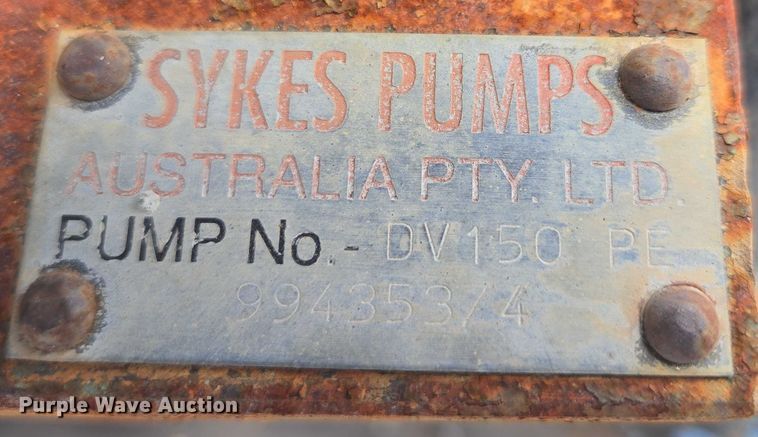 SYKES PUMPS
AUSTRALIA PTY. LTD.
PUMP No.- DV150 PE
994353/4
Purple Wave Auction